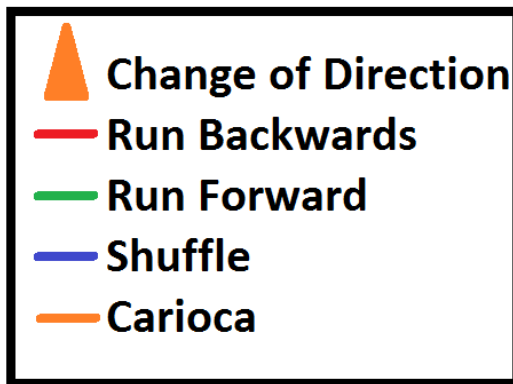 Change of Direction
Run Backwards
Run Forward
Shuffle
Carioca